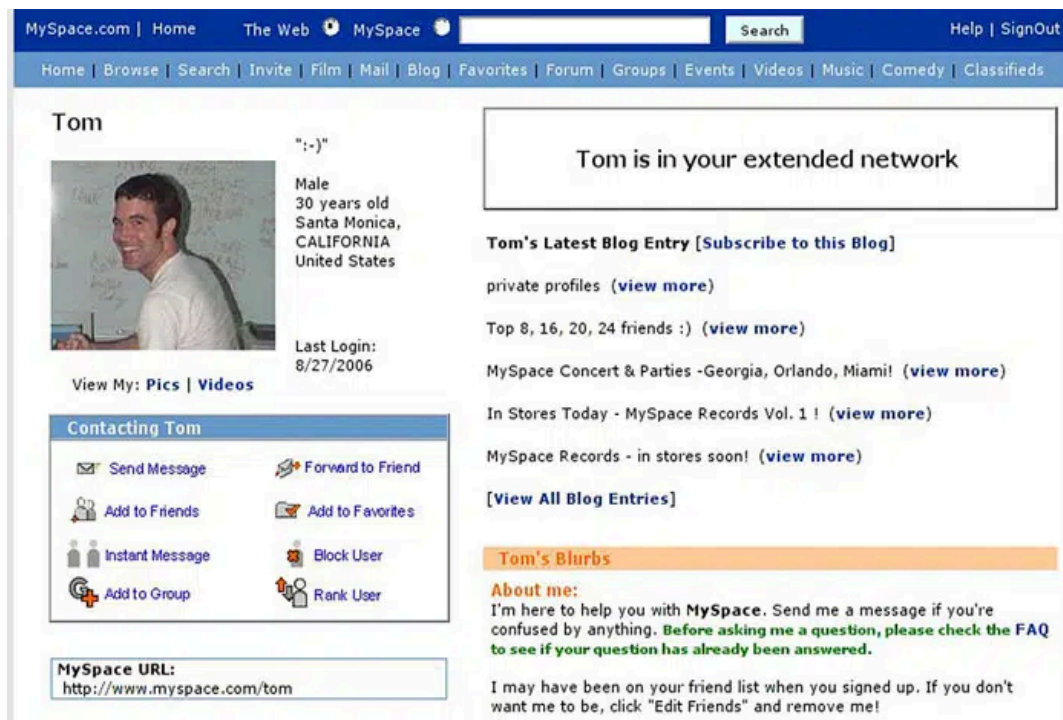 MySpace.com | Home The Web MySpace Search Help | SignOut
Home | Browse | Search | Invite | Film | Mail | Blog | Favorites | Forum | Groups | Events | Videos | Music | Comedy | Classifieds
Tom
":-)"
Male
30 years old
Santa Monica,
CALIFORNIA
United States
Last Login:
8/27/2006
View My: Pics | Videos
Contacting Tom
Send Message Forward to Friend
Add to Friends Add to Favorites
Instant Message Block User
Add to Group Rank User
MySpace URL:
http://www.myspace.com/tom
Tom is in your extended network
Tom's Latest Blog Entry [Subscribe to this Blog]
private profiles (view more)
Top 8, 16, 20, 24 friends :) (view more)
MySpace Concert & Parties -Georgia, Orlando, Miami! (view more)
In Stores Today - MySpace Records Vol. 1 ! (view more)
MySpace Records - in stores soon! (view more)
[View All Blog Entries]
Tom's Blurbs
About me:
I'm here to help you with MySpace. Send me a message if you're
confused by anything. Before asking me a question, please check the FAQ
to see if your question has already been answered.
I may have been on your friend list when you signed up. If you don't
want me to be, click "Edit Friends" and remove me!